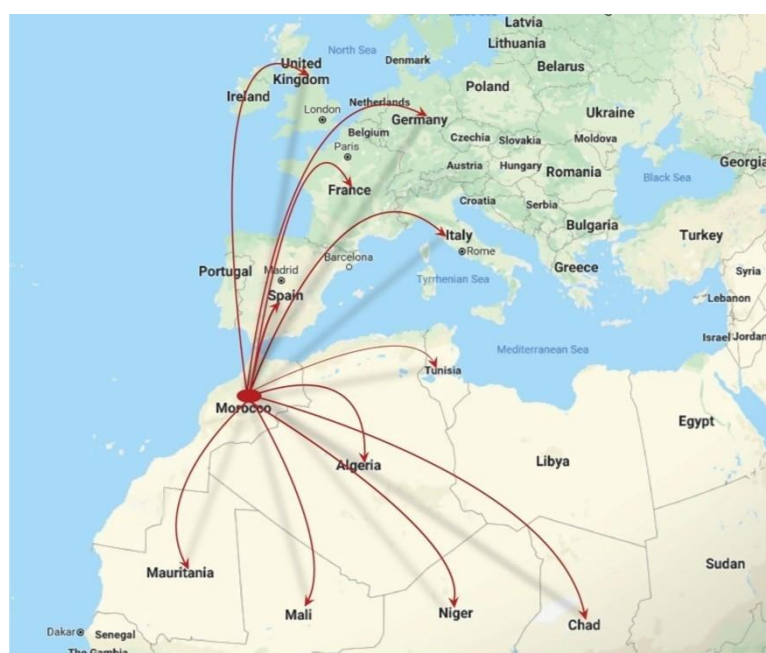 Latvia
Lithuania
North Sea
Denmark
United
Kingdom
Belarus
Ireland
Poland
Netherlands
London
Germany
Ukraine
Belgium
Czechia
Slovakia
Moldova
Paris
Austria
Hungary
Romania
Georgia
France
Black Sea
Croatia
Serbia
Bulgaria
Italy
Turkey
Rome
Portugal
Barcelona
Madrid
Greece
Syria
Spain
Tyrrhenian Sea
Lebanon
Israel
Jordan
Mediterranean Sea
Tunisia
Morocco
Egypt
Algeria
Libya
Mauritania
Sudan
Mali
Niger
Chad
Dakar
Senegal
The Gambia